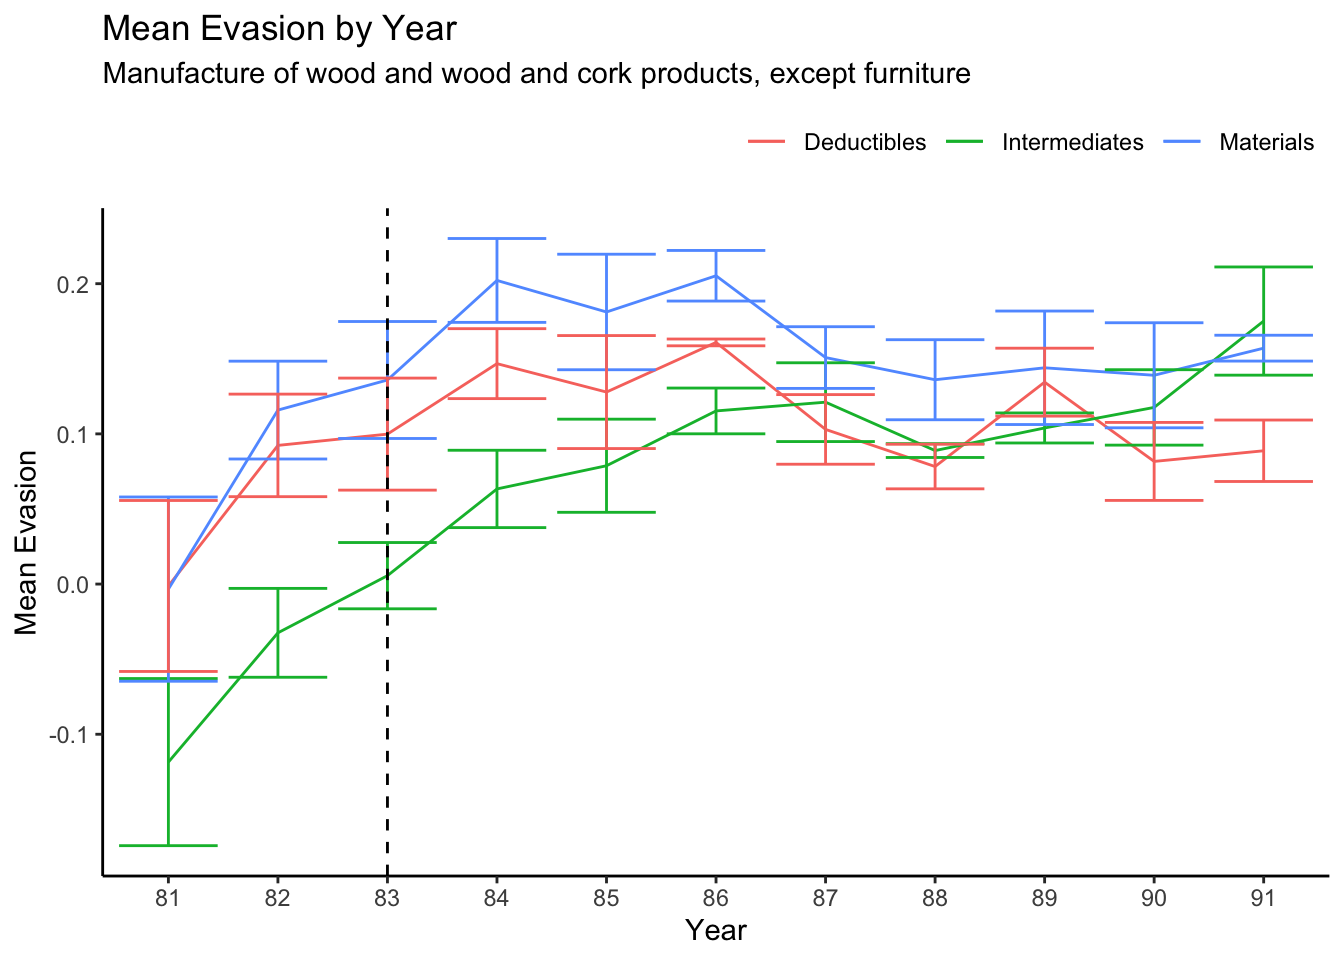 Mean Evasion by Year
Manufacture of wood and wood and cork products, except furniture
Deductibles Intermediates Materials
Mean Evasion
0.2
0.1
0.0
-0.1
81 82 83 84 85 86 87 88 89 90 91
Year